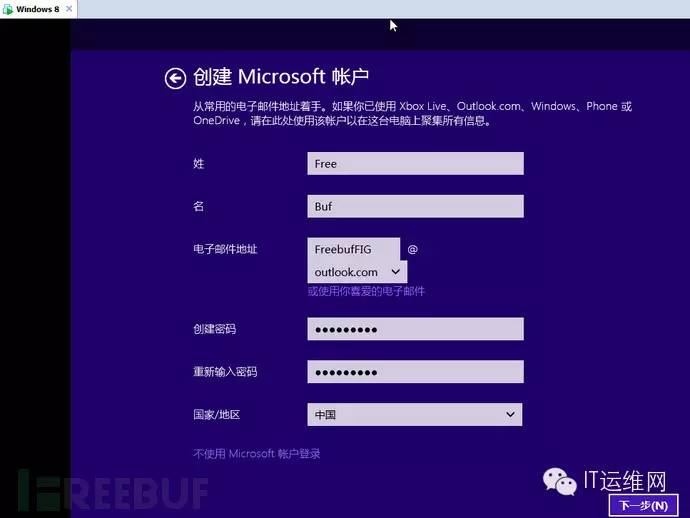 Windows 8
创建 Microsoft 帐户
从常用的电子邮件地址着手。如果你已使用 Xbox Live、Outlook.com、Windows、Phone 或
OneDrive，请在此处使用该帐户以在这台电脑上聚集所有信息。
姓
Free
名
Buf
电子邮件地址
FreebufFIG
@
outlook.com
或使用你喜爱的电子邮件
创建密码
●●●●●●●●●
重新输入密码
●●●●●●●●●
国家/地区
中国
不使用 Microsoft 帐户登录
FREEBUF
IT运维网
下一步(N)